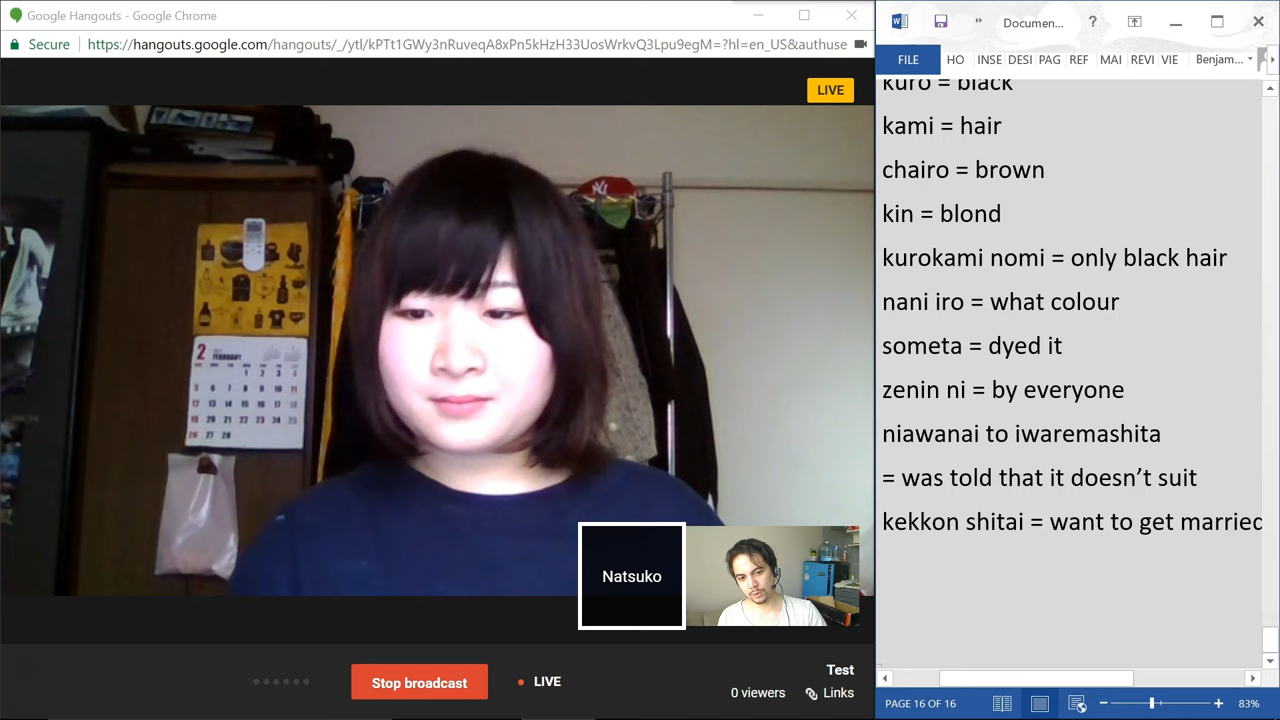 Google Hangouts - Google Chrome
Secure
https://hangouts.google.com/hangouts/_/ytl/
=?hl=en_US&authuse
LIVE
2 FEBRUARY
Natsuko
Stop broadcast
LIVE
Test
0 viewers
Links
Documen...
?
FILE
HO
INSE
DESI
PAG
REF
MAI
REVI
VIE
Benjam...
kuro = black
kami = hair
chairo = brown
kin = blond
kurokami nomi = only black hair
nani iro = what colour
someta = dyed it
zenin ni = by everyone
niawanai to iwaremashita
= was told that it doesn’t suit
kekkon shitai = want to get married
PAGE 16 OF 16
83%